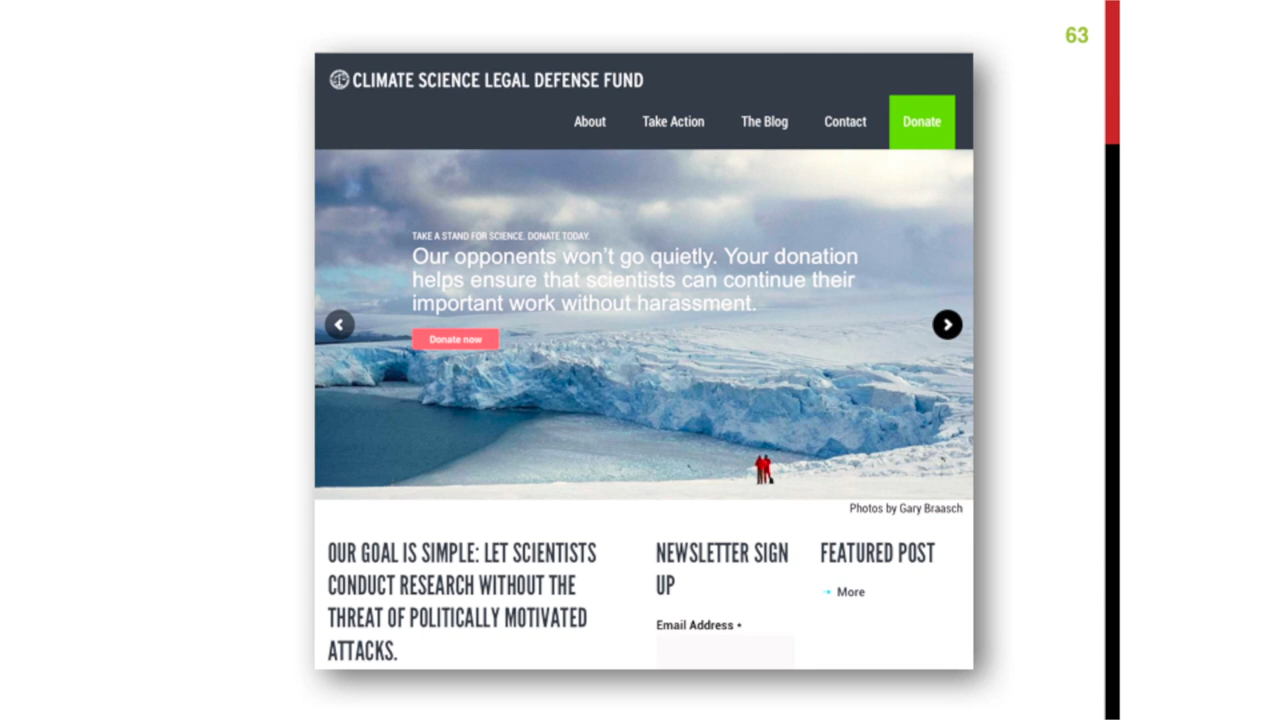 63
CLIMATE SCIENCE LEGAL DEFENSE FUND
About Take Action The Blog Contact Donate
TAKE A STAND FOR SCIENCE. DONATE TODAY.
Our opponents won't go quietly. Your donation
helps ensure that scientists can continue their
important work without harassment.
Donate now
Photos by Gary Braasch
OUR GOAL IS SIMPLE: LET SCIENTISTS
CONDUCT RESEARCH WITHOUT THE
THREAT OF POLITICALLY MOTIVATED
ATTACKS.
NEWSLETTER SIGN
UP
Email Address •
FEATURED POST
More